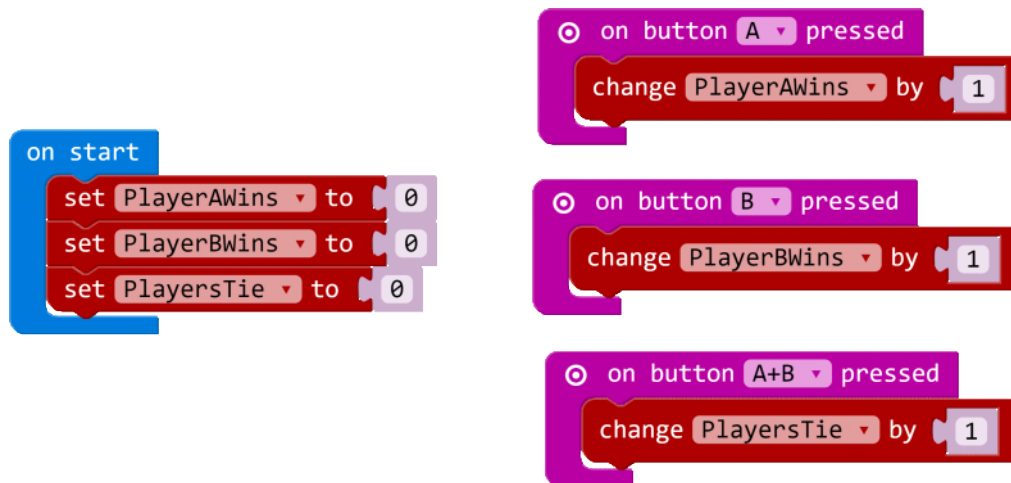 on start
set PlayerAWins to 0
set PlayerBWins to 0
set PlayersTie to 0
on button A pressed
change PlayerAWins by 1
on button B pressed
change PlayerBWins by 1
on button A+B pressed
change PlayersTie by 1